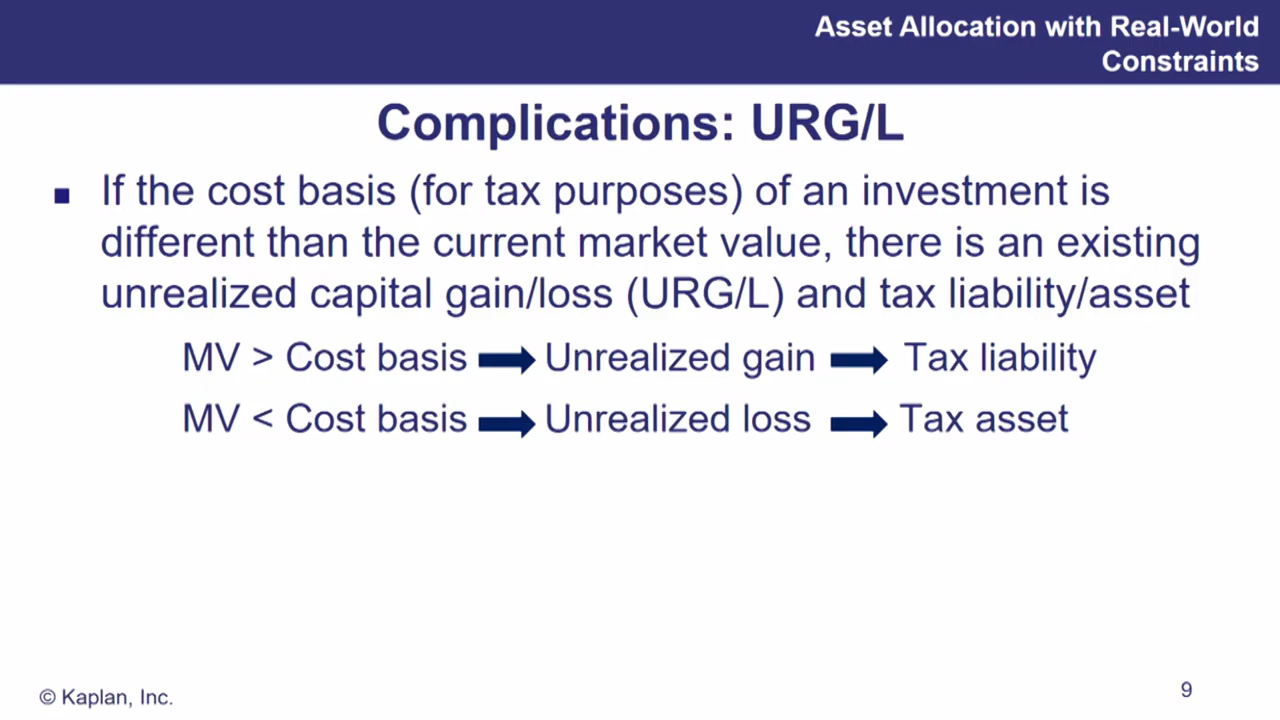 Asset Allocation with Real-World
Constraints
Complications: URG/L
If the cost basis (for tax purposes) of an investment is
different than the current market value, there is an existing
unrealized capital gain/loss (URG/L) and tax liability/asset
MV > Cost basis Unrealized gain Tax liability
MV < Cost basis Unrealized loss Tax asset
© Kaplan, Inc.
9